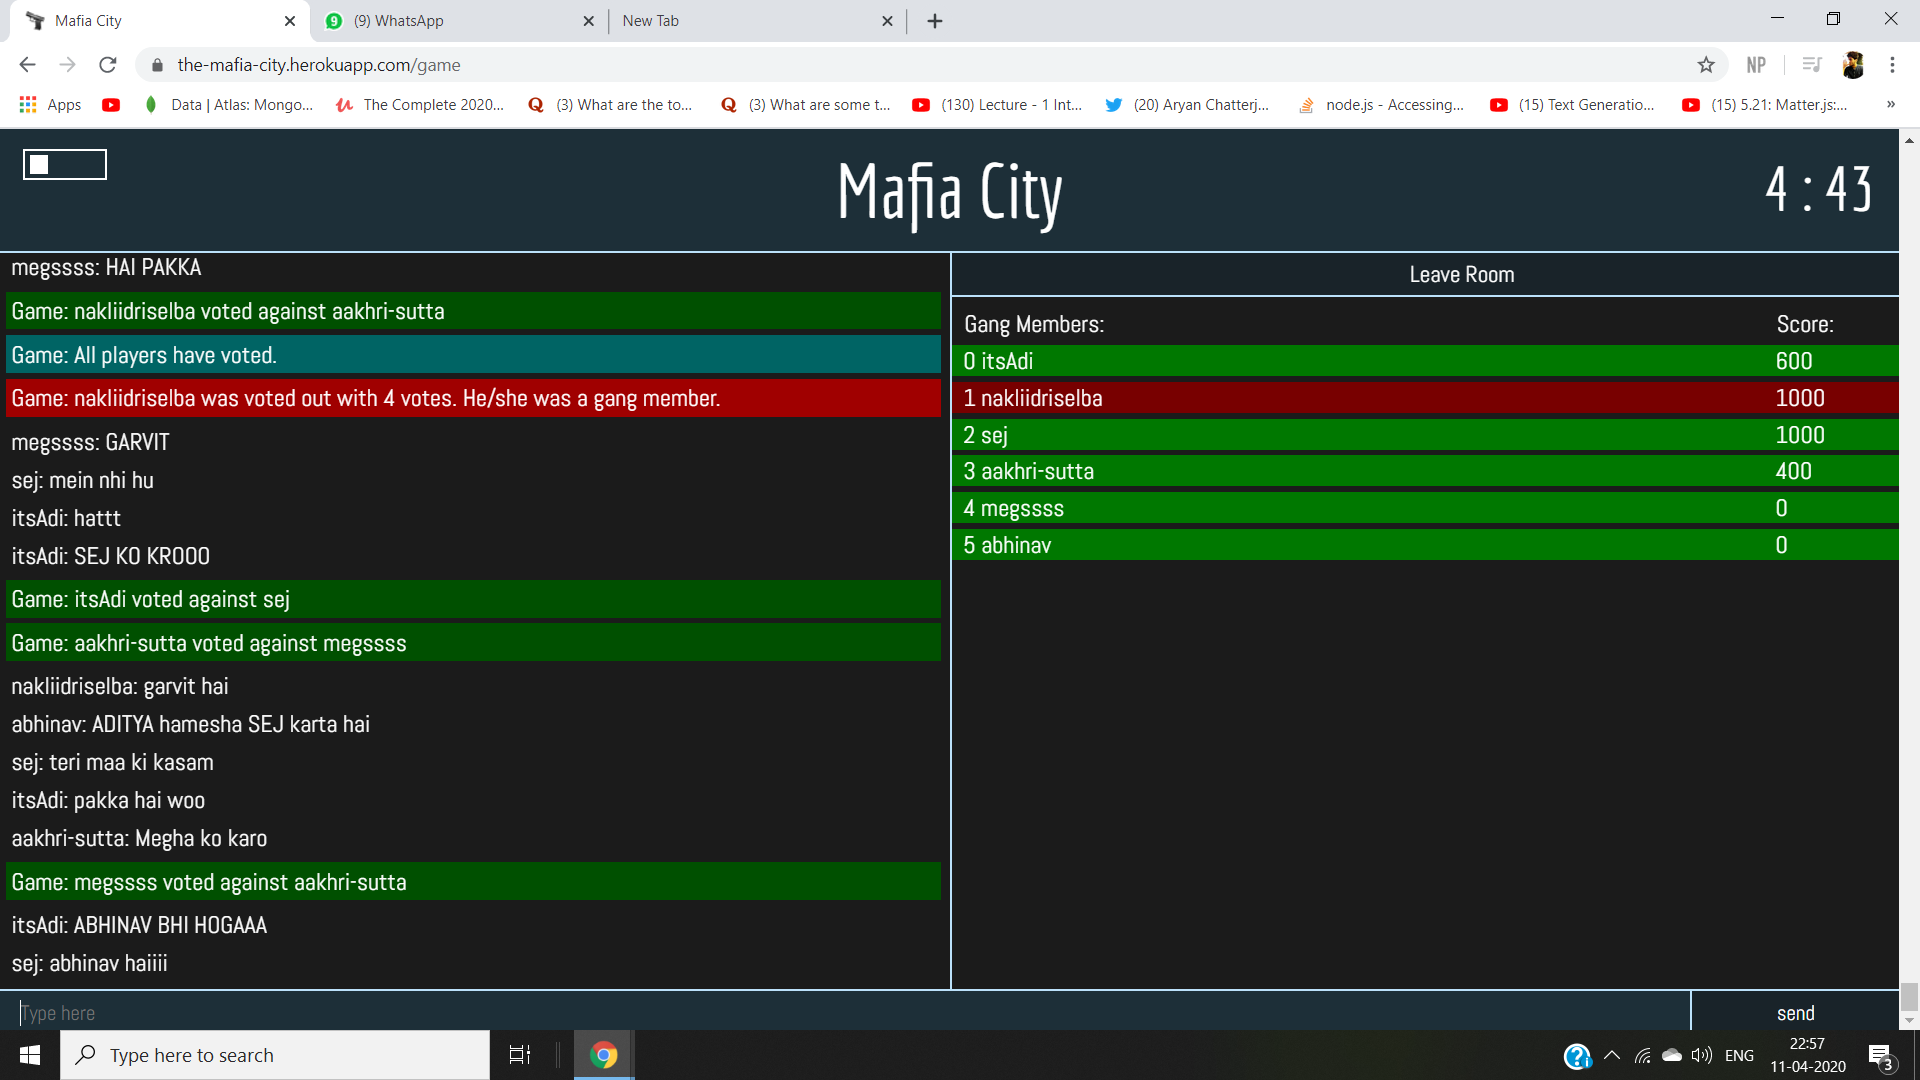 Mafia City
9
(9) WhatsApp
New Tab
the-mafia-city.herokuapp.com/game
NP
Apps
Data | Atlas: Mongo...
The Complete 2020...
(3) What are the to...
(3) What are some t...
(130) Lecture - 1 Int...
(20) Aryan Chatterj...
node.js - Accessing...
(15) Text Generatio...
(15) 5.21: Matter.js:...
»
Mafia City
4 : 43
megssss: HAI PAKKA
Game: nakliidriselba voted against aakhri-sutta
Game: All players have voted.
Game: nakliidriselba was voted out with 4 votes. He/she was a gang member.
megssss: GARVIT
sej: mein nhi hu
itsAdi: hattt
itsAdi: SEJ KO KROOO
Game: itsAdi voted against sej
Game: aakhri-sutta voted against megssss
nakliidriselba: garvit hai
abhinav: ADITYA hamesha SEJ karta hai
sej: teri maa ki kasam
itsAdi: pakka hai woo
aakhri-sutta: Megha ko karo
Game: megssss voted against aakhri-sutta
itsAdi: ABHINAV BHI HOGAAA
sej: abhinav haiiii
Leave Room
Gang Members: Score:
0 itsAdi 600
1 nakliidriselba 1000
2 sej 1000
3 aakhri-sutta 400
4 megssss 0
5 abhinav 0
Type here
send
Type here to search
ENG
22:57
11-04-2020
3